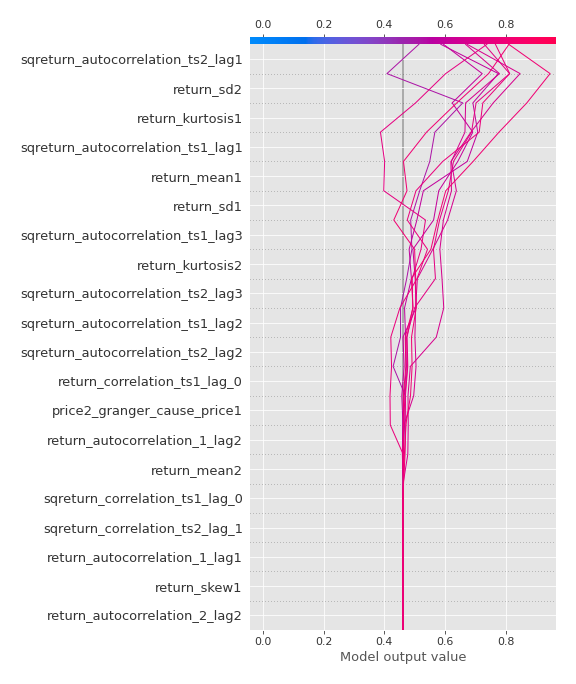 0.0 0.2 0.4 0.6 0.8
sqreturn_autocorrelation_ts2_lag1
return_sd2
return_kurtosis1
sqreturn_autocorrelation_ts1_lag1
return_mean1
return_sd1
sqreturn_autocorrelation_ts1_lag3
return_kurtosis2
sqreturn_autocorrelation_ts2_lag3
sqreturn_autocorrelation_ts1_lag2
sqreturn_autocorrelation_ts2_lag2
return_correlation_ts1_lag_0
price2_granger_cause_price1
return_autocorrelation_1_lag2
return_mean2
sqreturn_correlation_ts1_lag_0
sqreturn_correlation_ts2_lag_1
return_autocorrelation_1_lag1
return_skew1
return_autocorrelation_2_lag2
0.0 0.2 0.4 0.6 0.8
Model output value